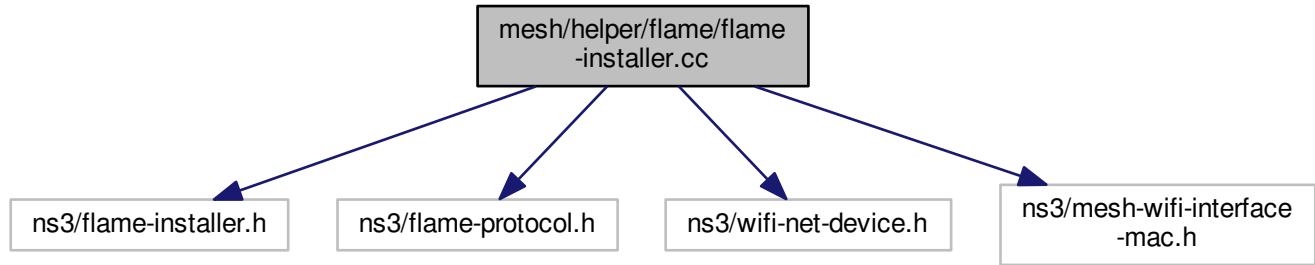 mesh/helper/flame/flame
-installer.cc
ns3/flame-installer.h
ns3/flame-protocol.h
ns3/wifi-net-device.h
ns3/mesh-wifi-interface
-mac.h